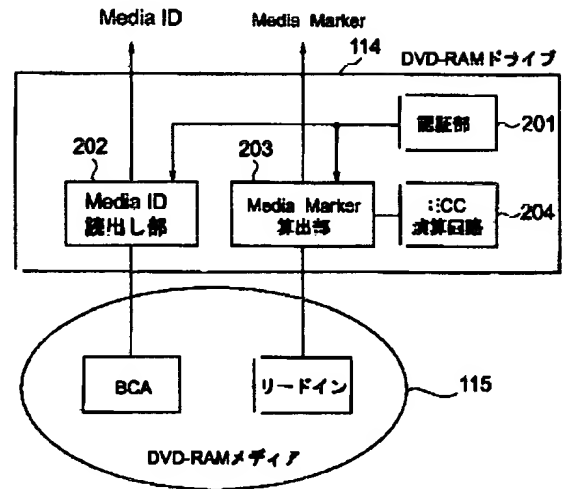 Media ID
Media Marker
114
DVD-RAMドライブ
認証部
201
202
203
Media ID
読出し部
Media Marker
算出部
ECC
演算回路
204
BCA
リードイン
115
DVD-RAMメディア